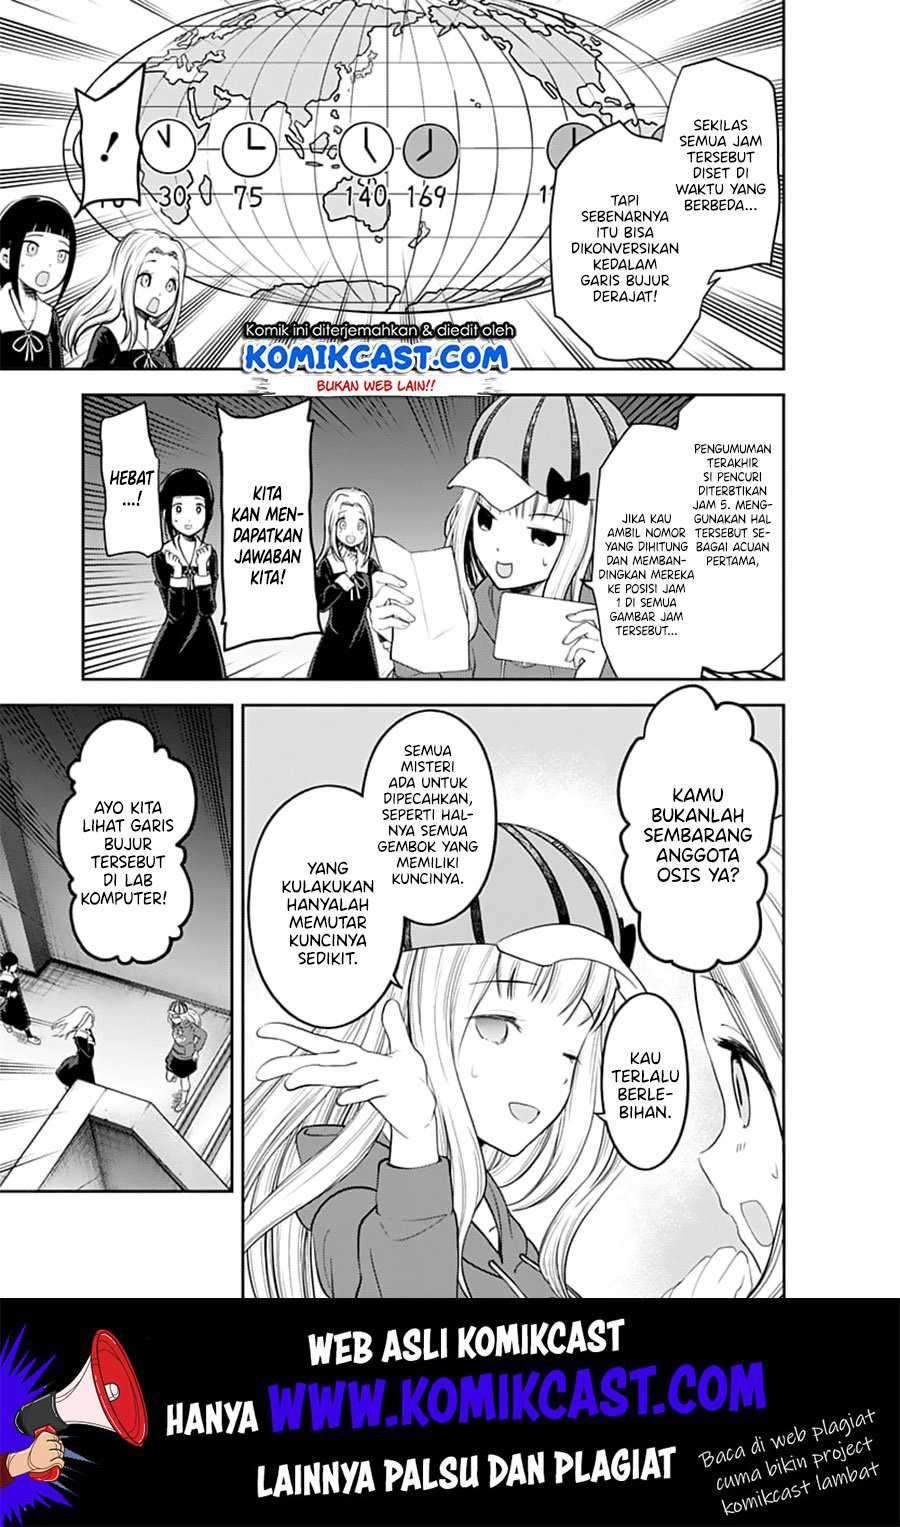 SEKILAS
SEMUA JAM
TERSEBUT
DISET DI
WAKTU YANG
BERBEDA...
TAPI
SEBENARNYA
ITU BISA
DIKONVERSIKAN
KEDALAM
GARIS BUJUR
DERAJAT!
!
30 75 140 169
Komik ini diterjemahkan & diedit oleh
KOMIKCAST.COM
BUKAN WEB LAIN!!
PENGUMUMAN
TERAKHIR
SI PENCURI
DITERBTIKAN
JAM 5. MENG-
GUNAKAN HAL
TERSEBUT SE-
BAGAI ACUAN
PERTAMA,
JIKA KAU
AMBIL NOMOR
YANG DIHITUNG
DAN MEMBAN-
DINGKAN MEREKA
KE POSISI JAM
1 DI SEMUA
GAMBAR JAM
TERSEBUT...
KITA
KAN MEN-
DAPATKAN
JAWABAN
KITA!
HEBAT
...!
KAMU
BUKANLAH
SEMBARANG
ANGGOTA
OSIS YA?
SEMUA
MISTERI
ADA UNTUK
DIPECAHKAN,
SEPERTI HAL-
NYA SEMUA
GEMBOK YANG
MEMILIKI
KUNCINYA.
YANG
KULAKUKAN
HANYALAH
MEMUTAR
KUNCINYA
SEDIKIT.
KAU
TERLALU
BERLE-
BIHAN.
AYO KITA
LIHAT GARIS
BUJUR
TERSEBUT
DI LAB
KOMPUTER!
WEB ASLI KOMIKCAST
HANYA WWW.KOMIKCAST.COM
LAINNYA PALSU DAN PLAGIAT
Baca di web plagiat
cuma bikin project
komikcast lambat